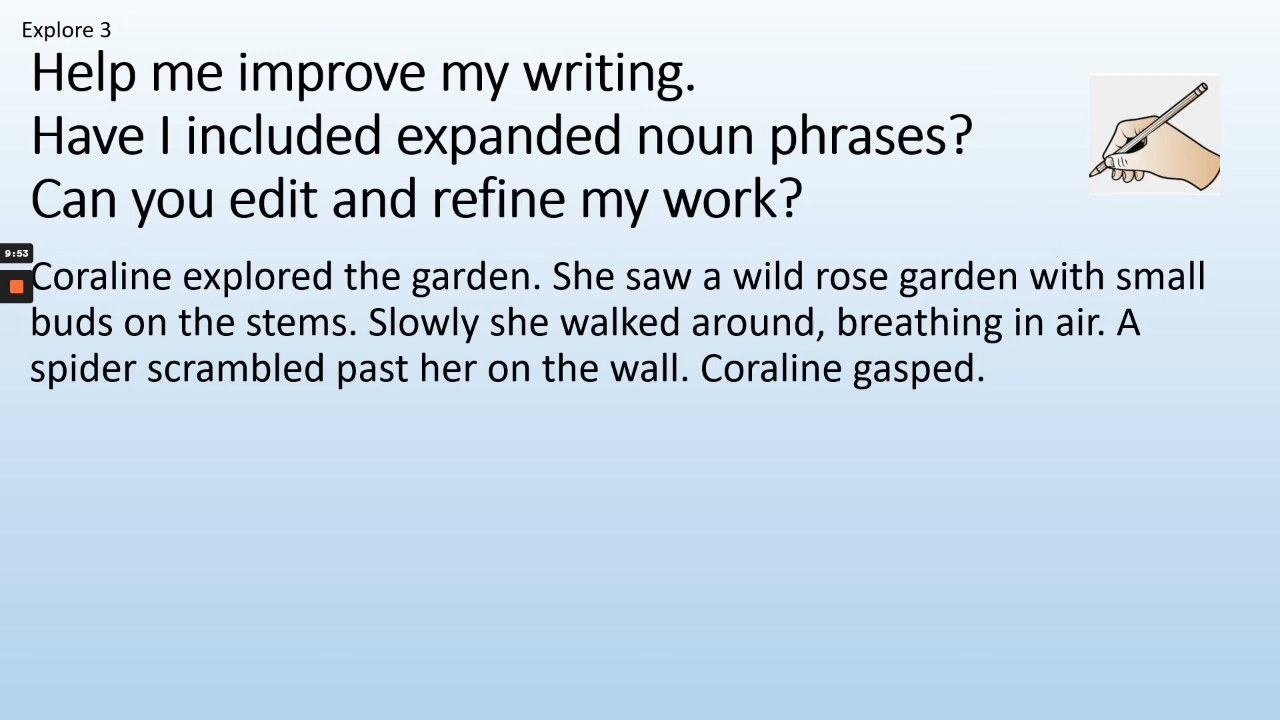 Explore 3
Help me improve my writing.
Have I included expanded noun phrases?
Can you edit and refine my work?
9:53
Coraline explored the garden. She saw a wild rose garden with small
buds on the stems. Slowly she walked around, breathing in air. A
spider scrambled past her on the wall. Coraline gasped.